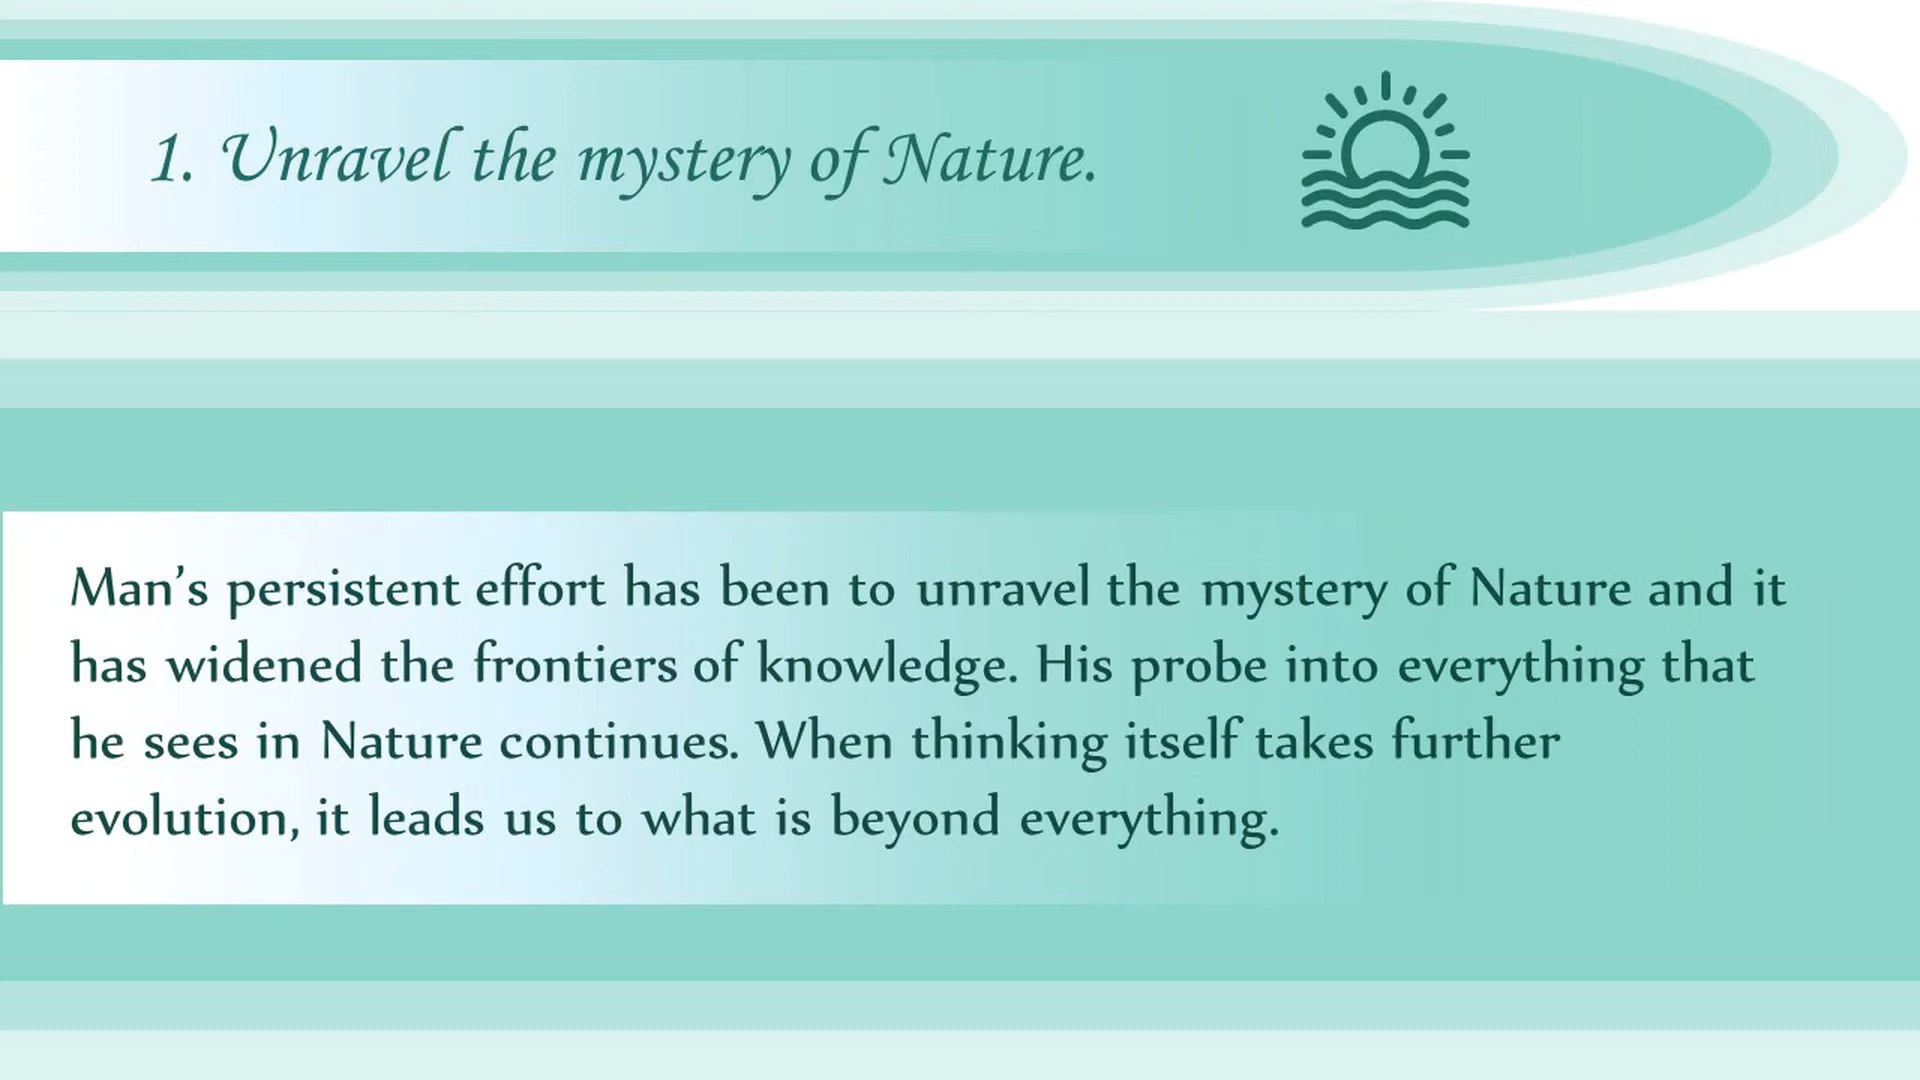 1. Unravel the mystery of Nature.
Man’s persistent effort has been to unravel the mystery of Nature and it
has widened the frontiers of knowledge. His probe into everything that
he sees in Nature continues. When thinking itself takes further
evolution, it leads us to what is beyond everything.